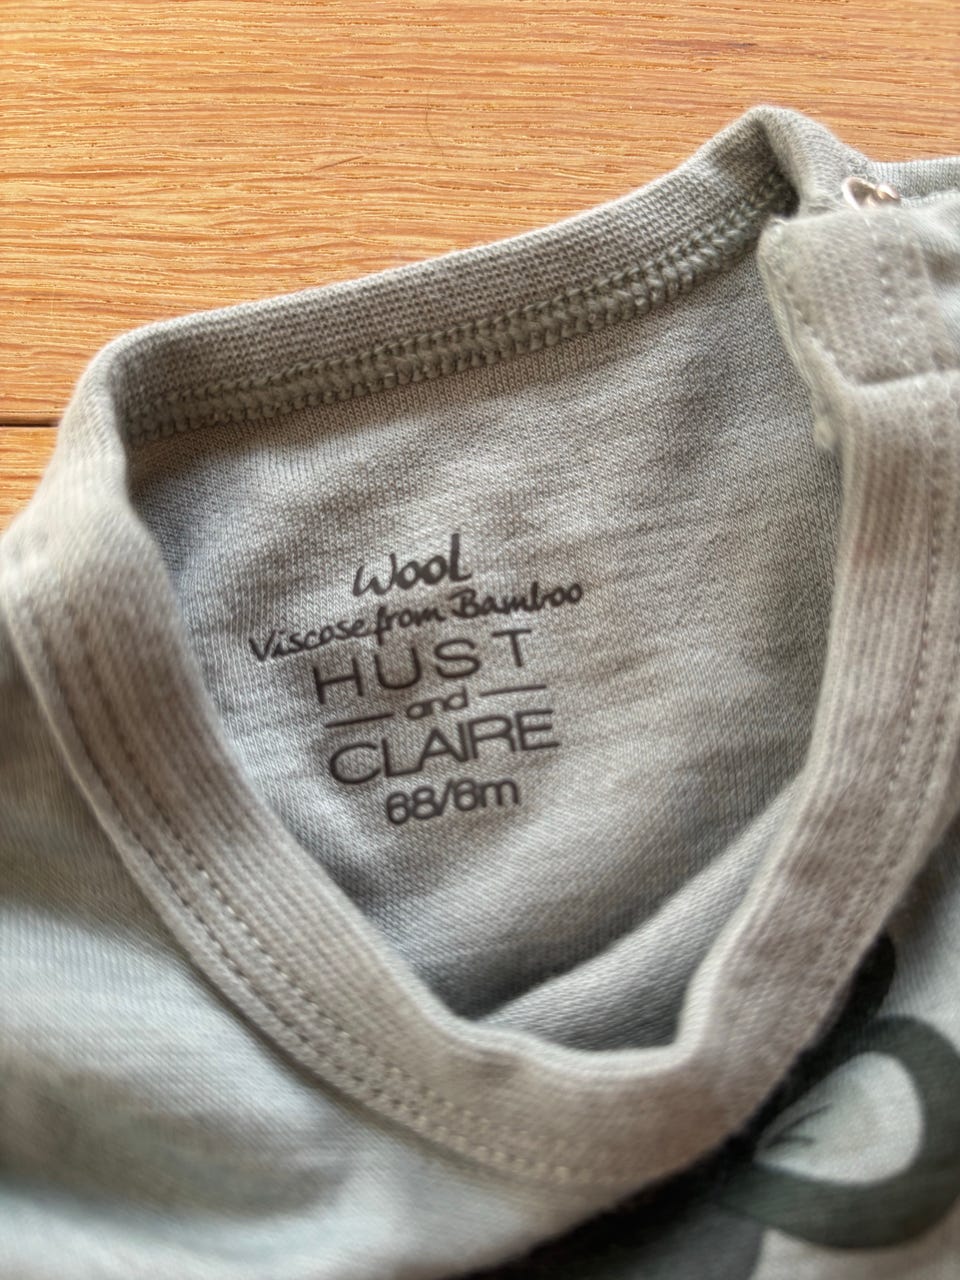 Wool
Viscose from Bamboo
HUST
and
CLAIRE
68/6m